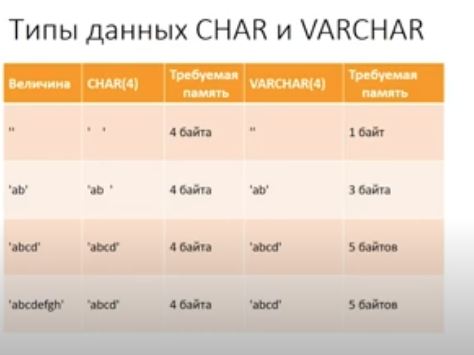 Типы данных CHAR и VARCHAR
Величина CHAR(4) Требуемая память VARCHAR(4) Требуемая память
'' '    ' 4 байта '' 1 байт
'ab' 'ab  ' 4 байта 'ab' 3 байта
'abcd' 'abcd' 4 байта 'abcd' 5 байтов
'abcdefgh' 'abcd' 4 байта 'abcd' 5 байтов